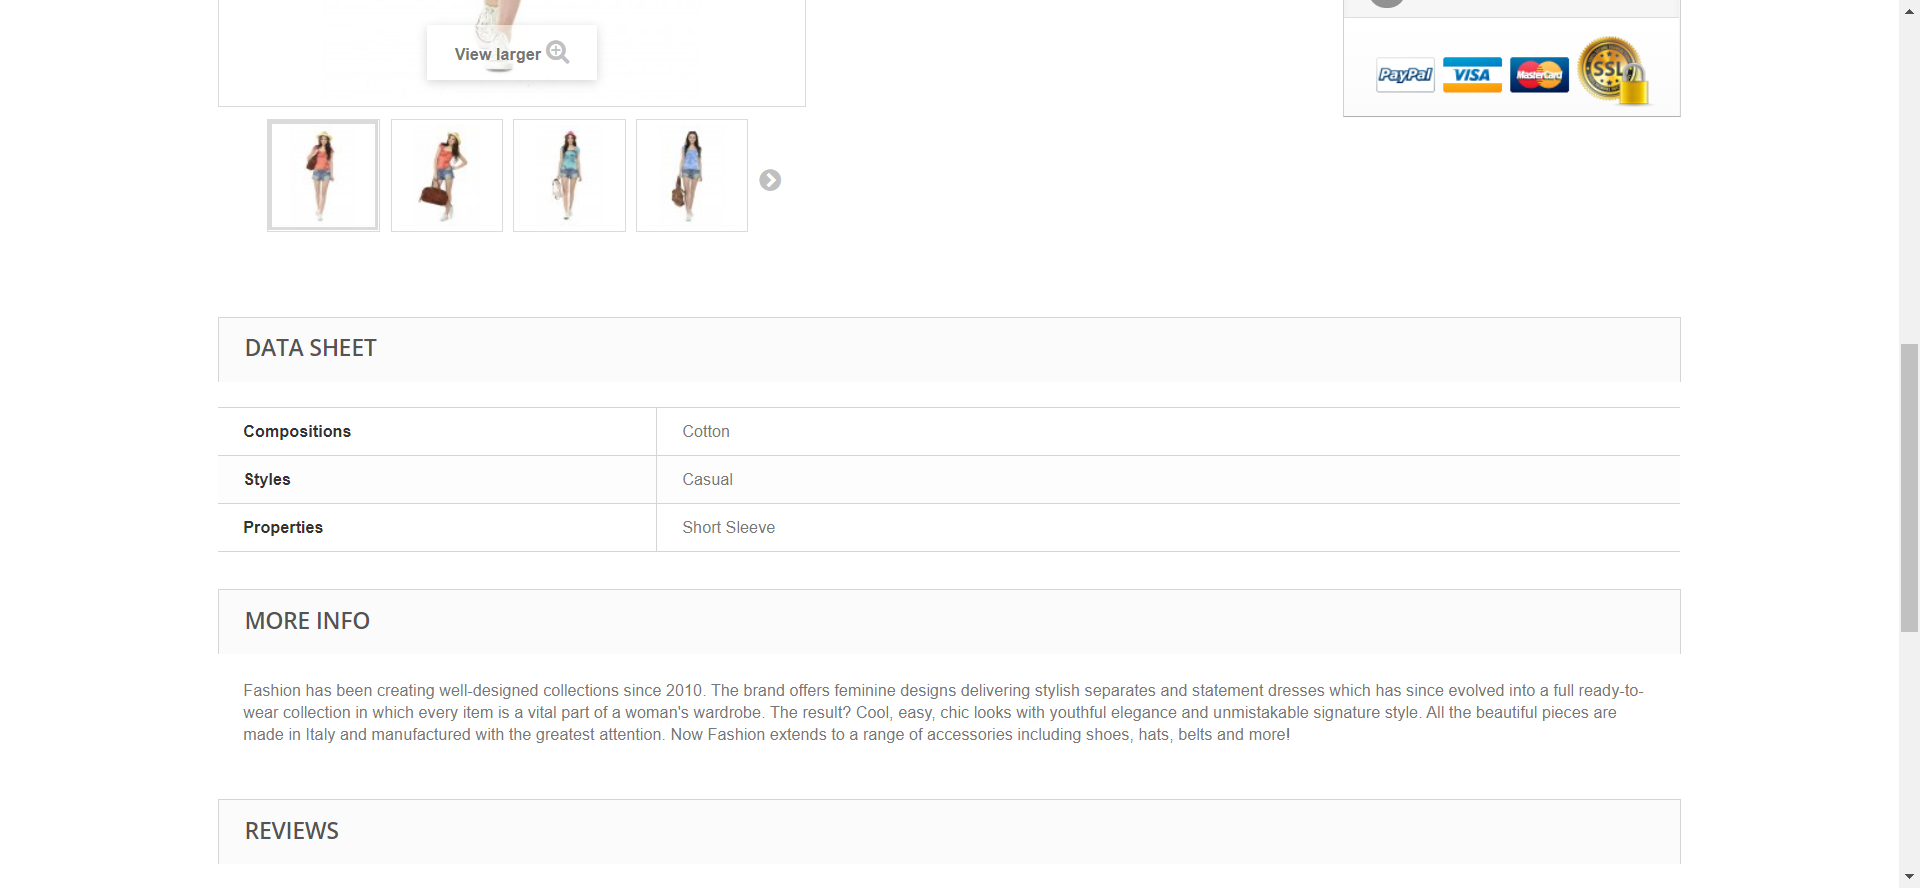 View larger
PayPal VISA MasterCard SSL
DATA SHEET
Compositions Cotton
Styles Casual
Properties Short Sleeve
MORE INFO
Fashion has been creating well-designed collections since 2010. The brand offers feminine designs delivering stylish separates and statement dresses which has since evolved into a full ready-to-
wear collection in which every item is a vital part of a woman's wardrobe. The result? Cool, easy, chic looks with youthful elegance and unmistakable signature style. All the beautiful pieces are
made in Italy and manufactured with the greatest attention. Now Fashion extends to a range of accessories including shoes, hats, belts and more!
REVIEWS